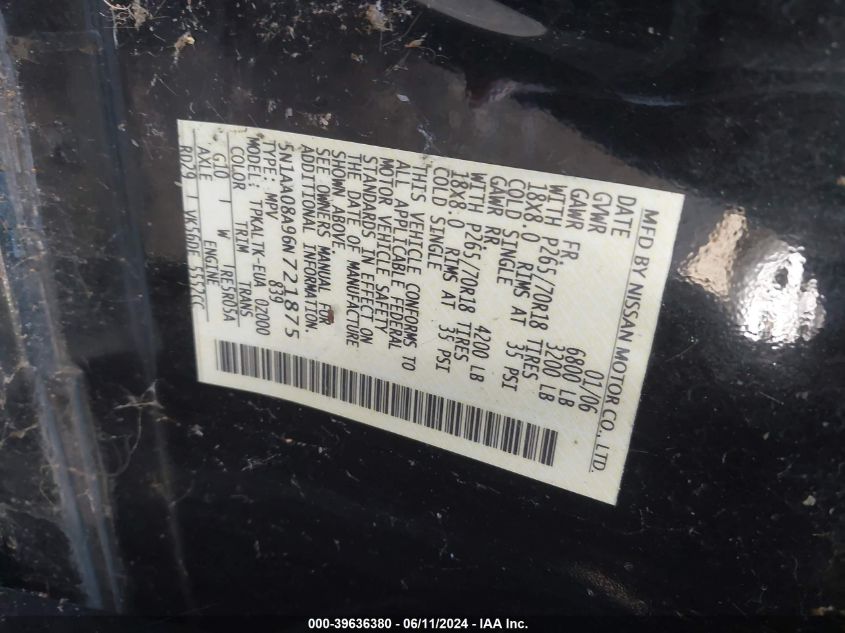 MFD BY NISSAN MOTOR CO., LTD.
DATE 01/06
GVWR 6800 LB
GAWR FR 3200 LB
WITH P265/70R18 TIRES
18X8.0 RIMS AT 35 PSI
COLD SINGLE
GAWR RR 4200 LB
WITH P265/70R18 TIRES
18X8.0 RIMS AT 35 PSI
COLD SINGLE
THIS VEHICLE CONFORMS TO
ALL APPLICABLE FEDERAL
MOTOR VEHICLE SAFETY
STANDARDS IN EFFECT ON
THE DATE OF MANUFACTURE
SHOWN ABOVE
SEE OWNERS MANUAL FOR
ADDITIONAL INFORMATION
5N1AA08A96N721875
TYPE: MPV 839
MODEL: TPKALTK-EUA 02000
COLOR TRIM TRANS
G10 I W RE5R05A
AXLE ENGINE
RD29 I VK56DE 5552CC
000-39636380 - 06/11/2024 - IAA Inc.